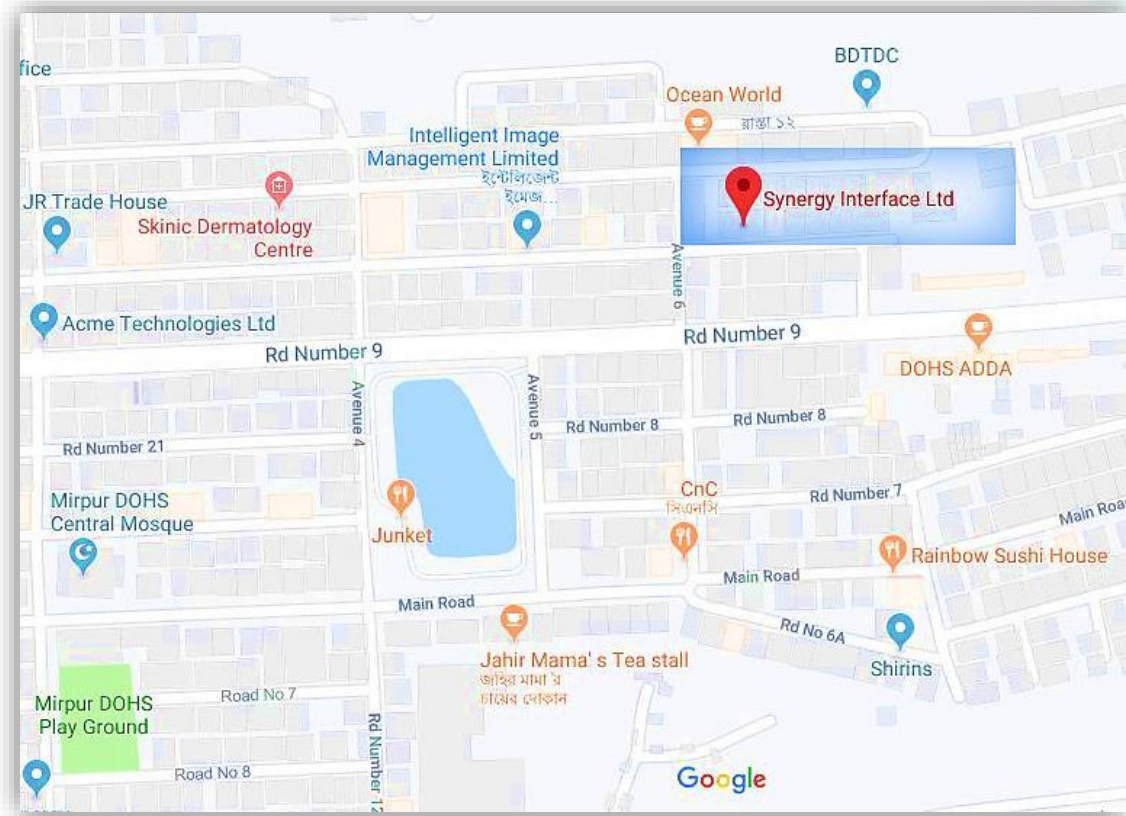 fice
BDTDC
Ocean World
রাস্তা ১২
Intelligent Image
Management Limited
ইন্টেলিজেন্ট
ইমেজ...
Synergy Interface Ltd
JR Trade House
Skinic Dermatology
Centre
Avenue 6
Acme Technologies Ltd
Rd Number 9
Rd Number 9
DOHS ADDA
Avenue 4
Avenue 5
Rd Number 8
Rd Number 8
Rd Number 21
Mirpur DOHS
Central Mosque
Junket
CnC
সিএনসি
Rd Number 7
Main Road
Rainbow Sushi House
Main Road
Main Road
Rd No 6A
Shirins
Jahir Mama' s Tea stall
জহির মামা 'র
চায়ের দোকান
Road No 7
Mirpur DOHS
Play Ground
Rd Number 12
Road No 8
Google